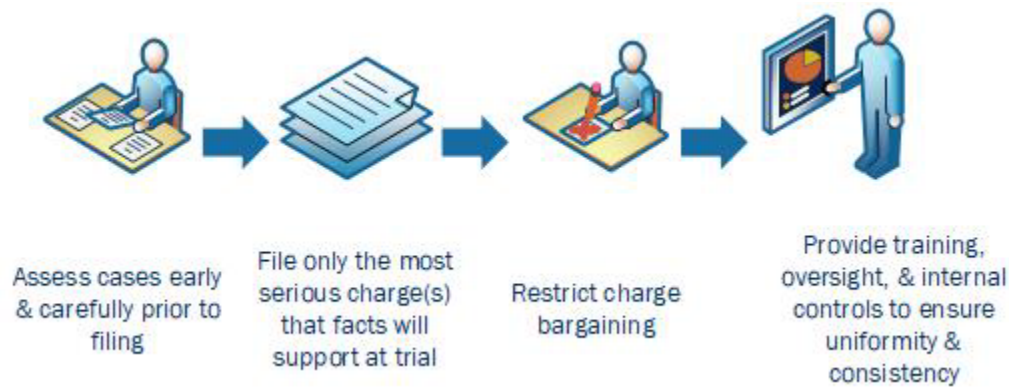 Assess cases early
& carefully prior to
filing
File only the most
serious charge(s)
that facts will
support at trial
Restrict charge
bargaining
Provide training,
oversight, & internal
controls to ensure
uniformity &
consistency